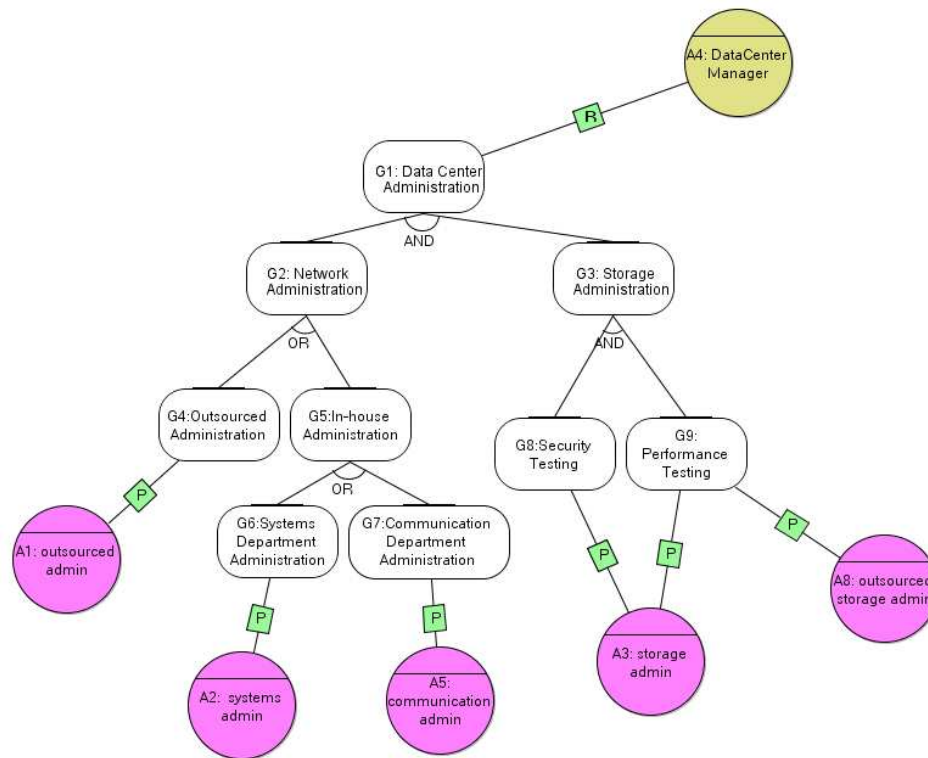 A4: DataCenter
Manager
R
G1: Data Center
Administration
AND
G2: Network
Administration
G3: Storage
Administration
OR
AND
G4:Outsourced
Administration
G5:In-house
Administration
G8:Security
Testing
G9:
Performance
Testing
P
OR
G6:Systems
Department
Administration
G7:Communication
Department
Administration
P
A1: outsourced
admin
P
P
A8: outsourced
storage admin
P
P
A3: storage
admin
A2: systems
admin
A5:
communication
admin